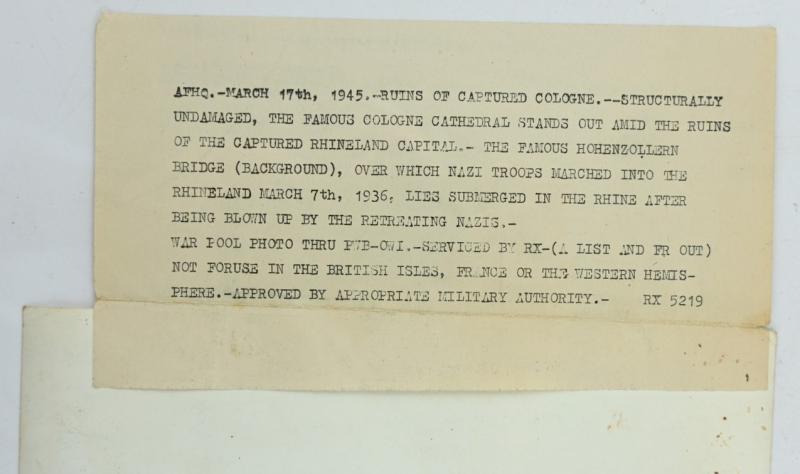 AFHQ.-MARCH 17th, 1945.-RUINS OF CAPTURED COLOGNE.--STRUCTURALLY
UNDAMAGED, THE FAMOUS COLOGNE CATHEDRAL STANDS OUT AMID THE RUINS
OF THE CAPTURED RHINELAND CAPITAL.- THE FAMOUS HOHENZOLLERN
BRIDGE (BACKGROUND), OVER WHICH NAZI TROOPS MARCHED INTO THE
RHINELAND MARCH 7th, 1936, LIES SUBMERGED IN THE RHINE AFTER
BEING BLOWN UP BY THE RETREATING NAZIS.-
WAR POOL PHOTO THRU PWB-OWI.-SERVICED BY RX-(A LIST AND FR OUT)
NOT FORUSE IN THE BRITISH ISLES, FRANCE OR THE WESTERN HEMIS-
PHERE.-APPROVED BY APPROPRIATE MILITARY AUTHORITY.- RX 5219